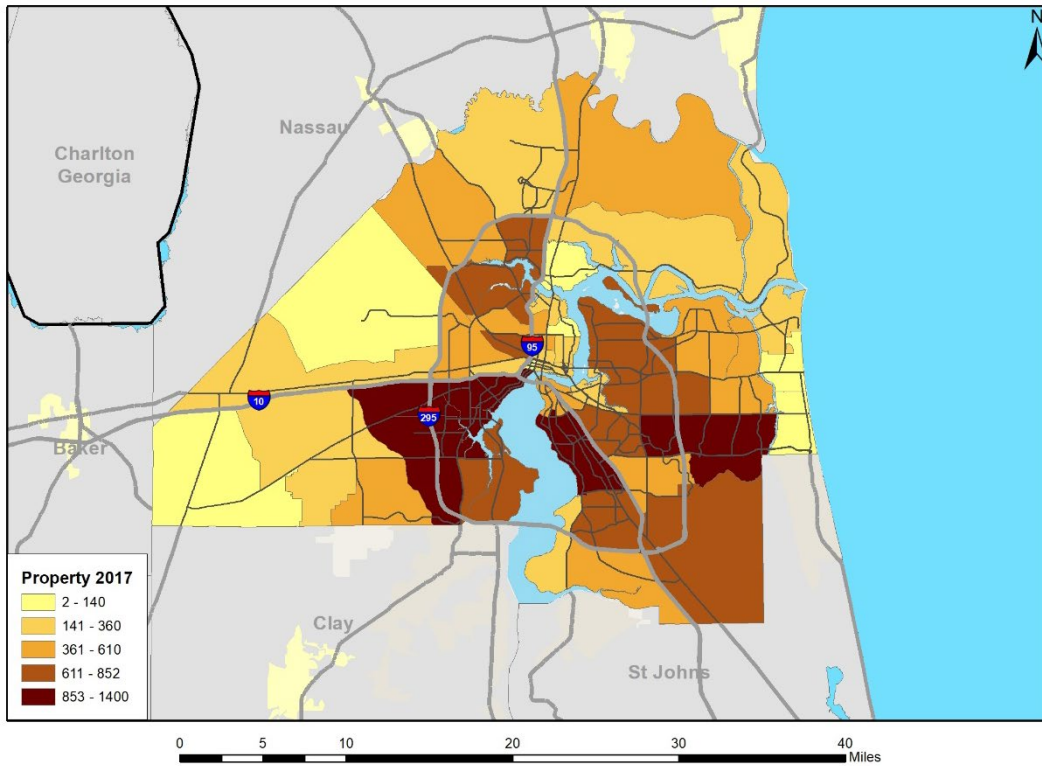 N
Nassau
Charlton
Georgia
95
10
295
Baker
Property 2017
2 - 140
141 - 360
361 - 610
611 - 852
853 - 1400
Clay
St Johns
0 5 10 20 30 40
Miles